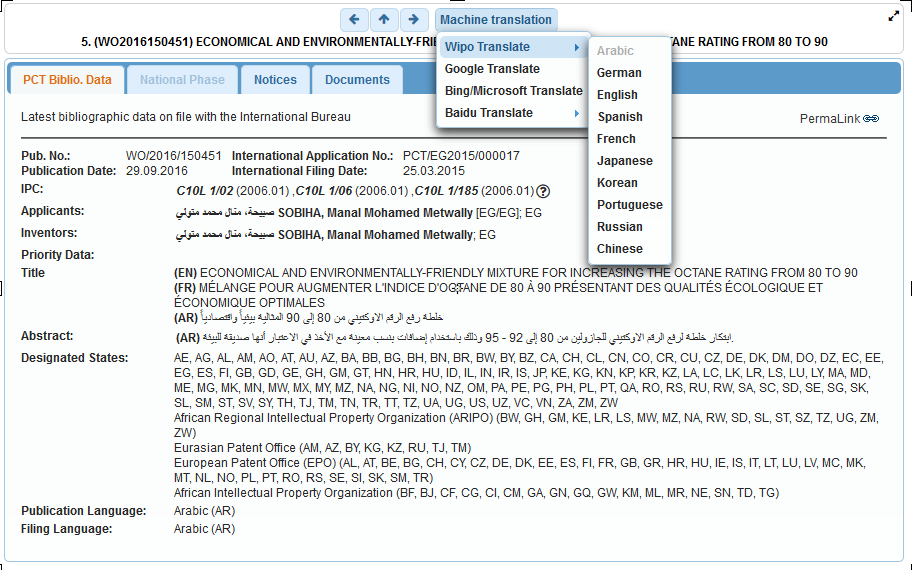 Machine translation
5. (WO2016150451) ECONOMICAL AND ENVIRONMENTALLY-FRIE CTANE RATING FROM 80 TO 90
Wipo Translate
Google Translate
Bing/Microsoft Translate
Baidu Translate
Arabic
German
English
Spanish
French
Japanese
Korean
Portuguese
Russian
Chinese
PCT Biblio. Data National Phase Notices Documents
Latest bibliographic data on file with the International Bureau PermaLink
Pub. No.: WO/2016/150451 International Application No.: PCT/EG2015/000017
Publication Date: 29.09.2016 International Filing Date: 25.03.2015
IPC: C10L 1/02 (2006.01) ,C10L 1/06 (2006.01) ,C10L 1/185 (2006.01) ?
Applicants: صبيحة، منال محمد متولي SOBIHA, Manal Mohamed Metwally [EG/EG]; EG
Inventors: صبيحة، منال محمد متولي SOBIHA, Manal Mohamed Metwally; EG
Priority Data:
Title (EN) ECONOMICAL AND ENVIRONMENTALLY-FRIENDLY MIXTURE FOR INCREASING THE OCTANE RATING FROM 80 TO 90
(FR) MÉLANGE POUR AUGMENTER L'INDICE D'OCTANE DE 80 À 90 PRÉSENTANT DES QUALITÉS ÉCOLOGIQUE ET
ÉCONOMIQUE OPTIMALES
(AR) خلطة رفع الرقم الاوكتيني من 80 إلى 90 المثالية بيئياً واقتصادياً
Abstract: (AR) ابتكار خلطة لرفع الرقم الاوكتيني للجازولين من 80 إلى 92 - 95 وذلك باستخدام إضافات بنسب معينة مع الأخذ في الاعتبار أنها صديقة للبيئة.
Designated States: AE, AG, AL, AM, AO, AT, AU, AZ, BA, BB, BG, BH, BN, BR, BW, BY, BZ, CA, CH, CL, CN, CO, CR, CU, CZ, DE, DK, DM, DO, DZ, EC, EE,
EG, ES, FI, GB, GD, GE, GH, GM, GT, HN, HR, HU, ID, IL, IN, IR, IS, JP, KE, KG, KN, KP, KR, KZ, LA, LC, LK, LR, LS, LU, LY, MA, MD,
ME, MG, MK, MN, MW, MX, MY, MZ, NA, NG, NI, NO, NZ, OM, PA, PE, PG, PH, PL, PT, QA, RO, RS, RU, RW, SA, SC, SD, SE, SG, SK,
SL, SM, ST, SV, SY, TH, TJ, TM, TN, TR, TT, TZ, UA, UG, US, UZ, VC, VN, ZA, ZM, ZW
African Regional Intellectual Property Organization (ARIPO) (BW, GH, GM, KE, LR, LS, MW, MZ, NA, RW, SD, SL, ST, SZ, TZ, UG, ZM,
ZW)
Eurasian Patent Office (AM, AZ, BY, KG, KZ, RU, TJ, TM)
European Patent Office (EPO) (AL, AT, BE, BG, CH, CY, CZ, DE, DK, EE, ES, FI, FR, GB, GR, HR, HU, IE, IS, IT, LT, LU, LV, MC, MK,
MT, NL, NO, PL, PT, RO, RS, SE, SI, SK, SM, TR)
African Intellectual Property Organization (BF, BJ, CF, CG, CI, CM, GA, GN, GQ, GW, KM, ML, MR, NE, SN, TD, TG)
Publication Language: Arabic (AR)
Filing Language: Arabic (AR)